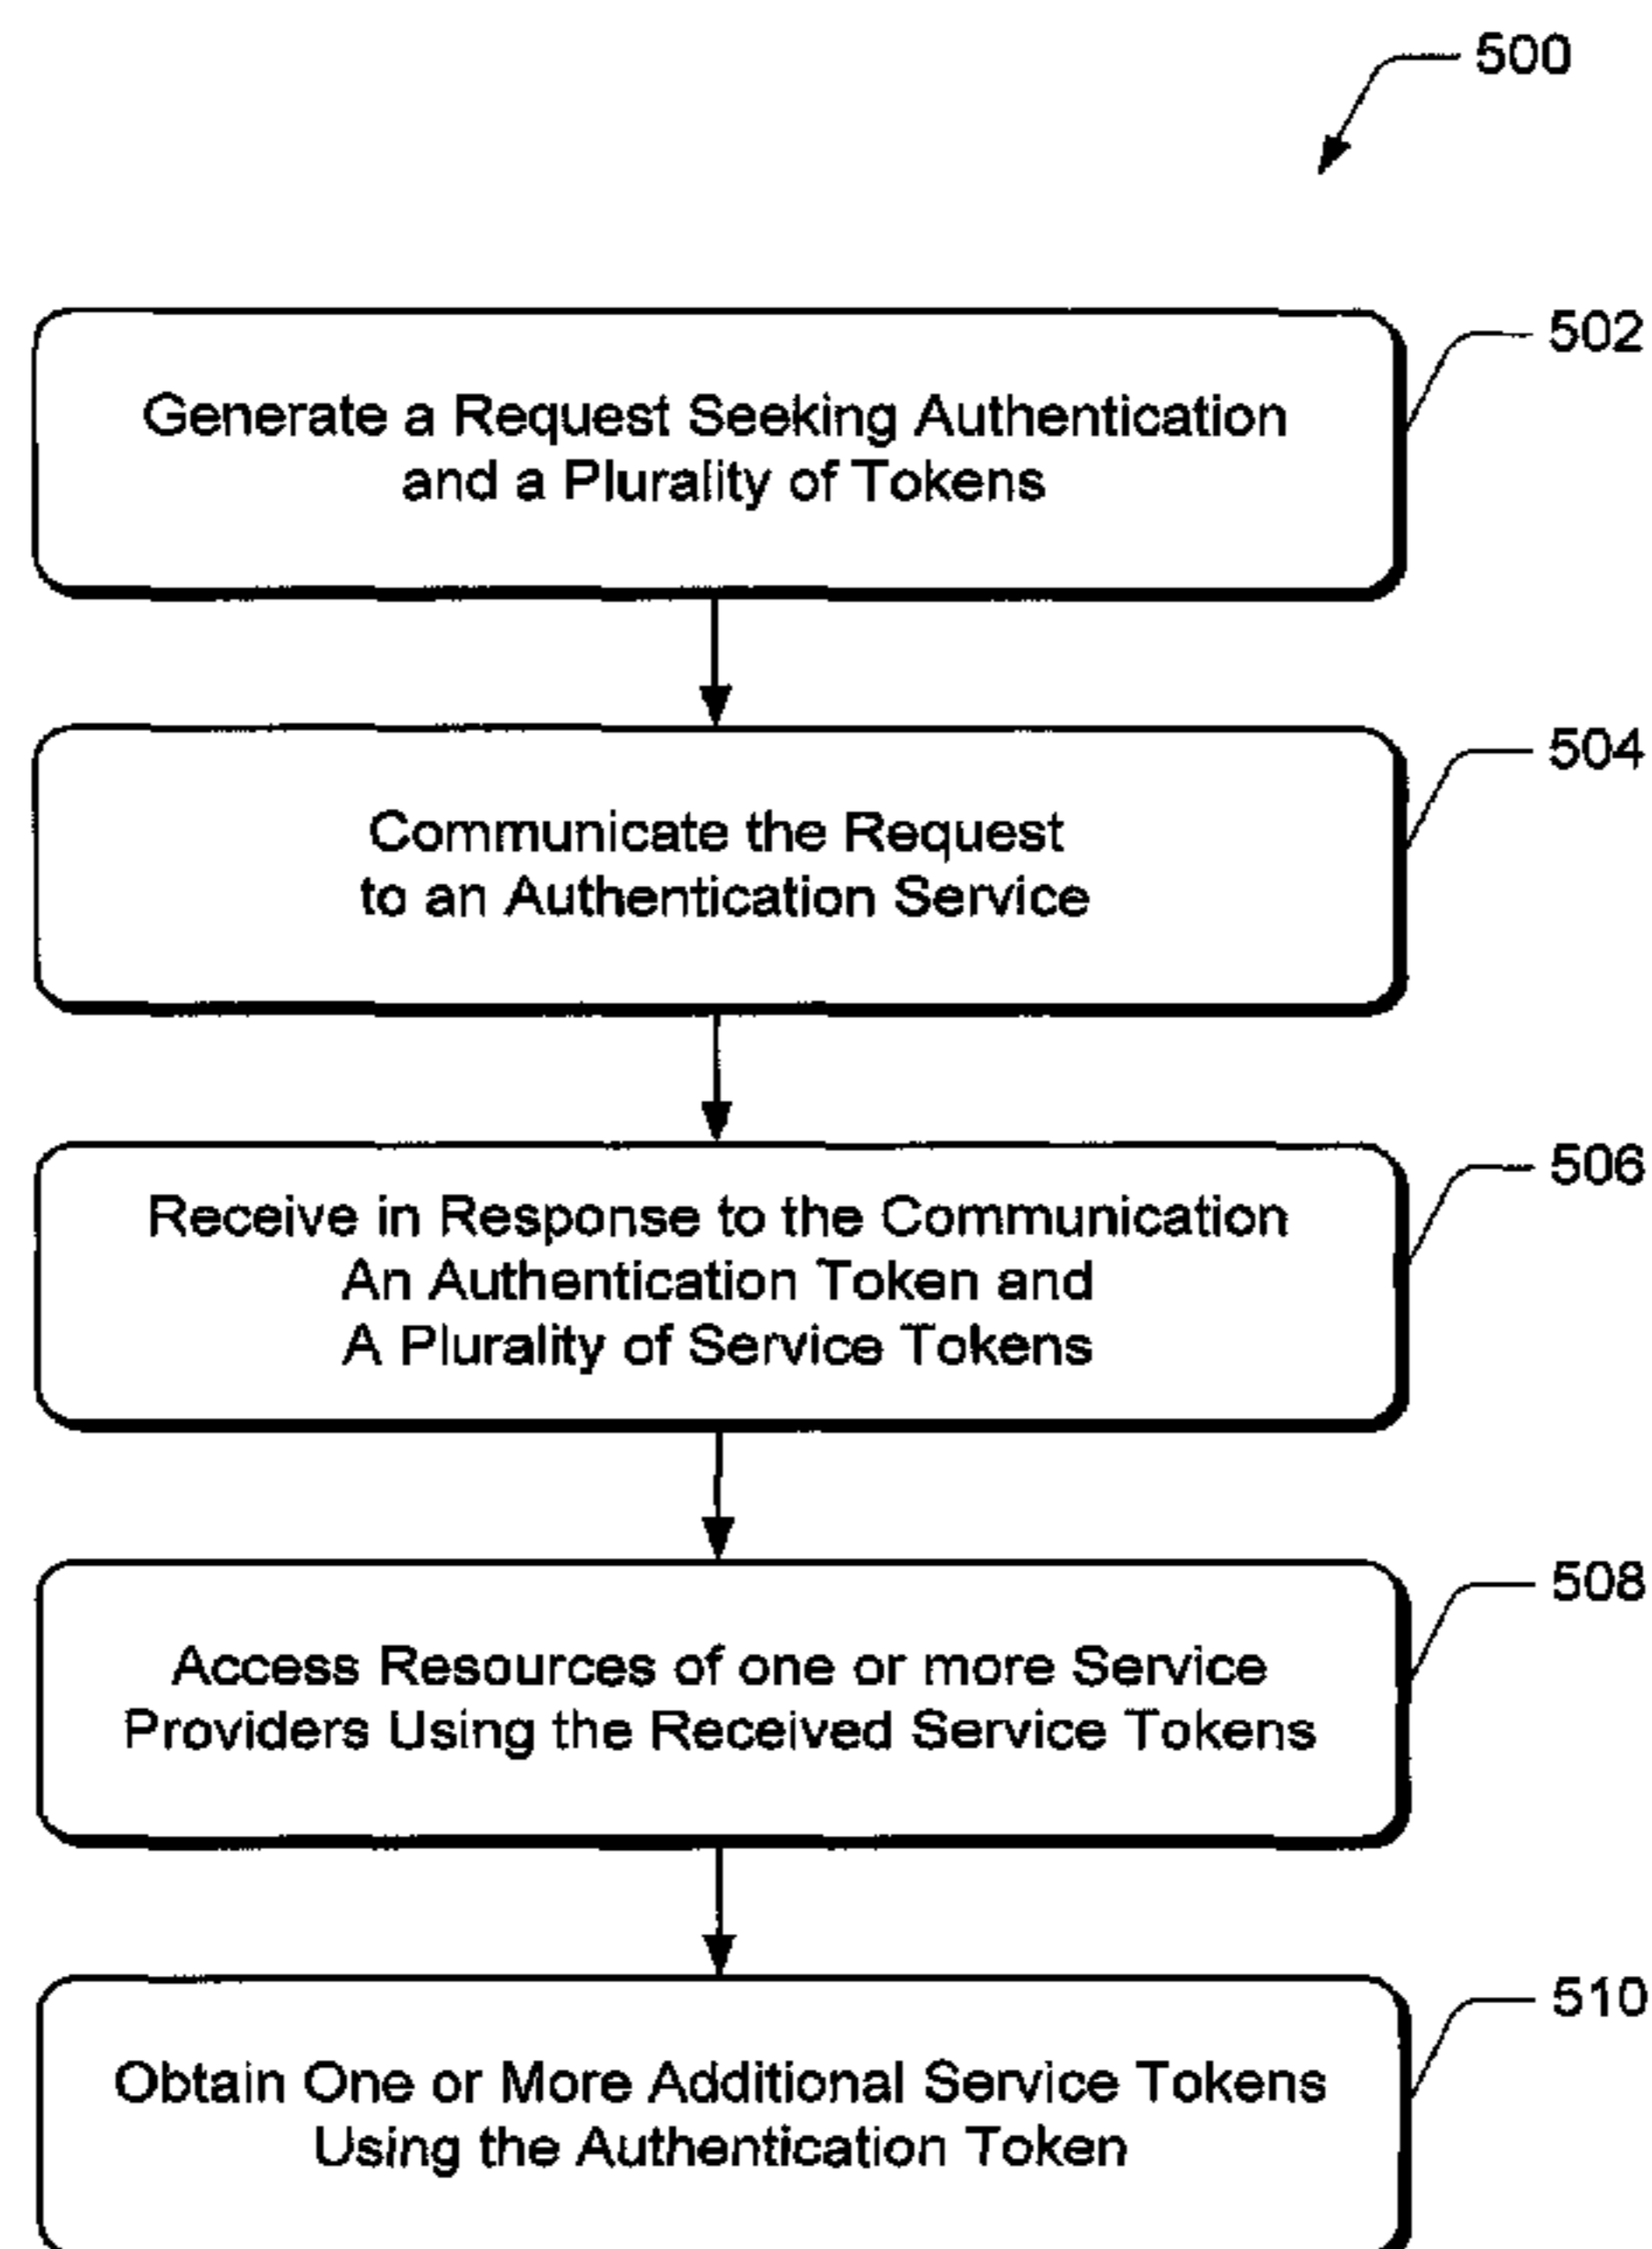 500
502
Generate a Request Seeking Authentication
and a Plurality of Tokens
504
Communicate the Request
to an Authentication Service
506
Receive in Response to the Communication
An Authentication Token and
A Plurality of Service Tokens
508
Access Resources of one or more Service
Providers Using the Received Service Tokens
510
Obtain One or More Additional Service Tokens
Using the Authentication Token